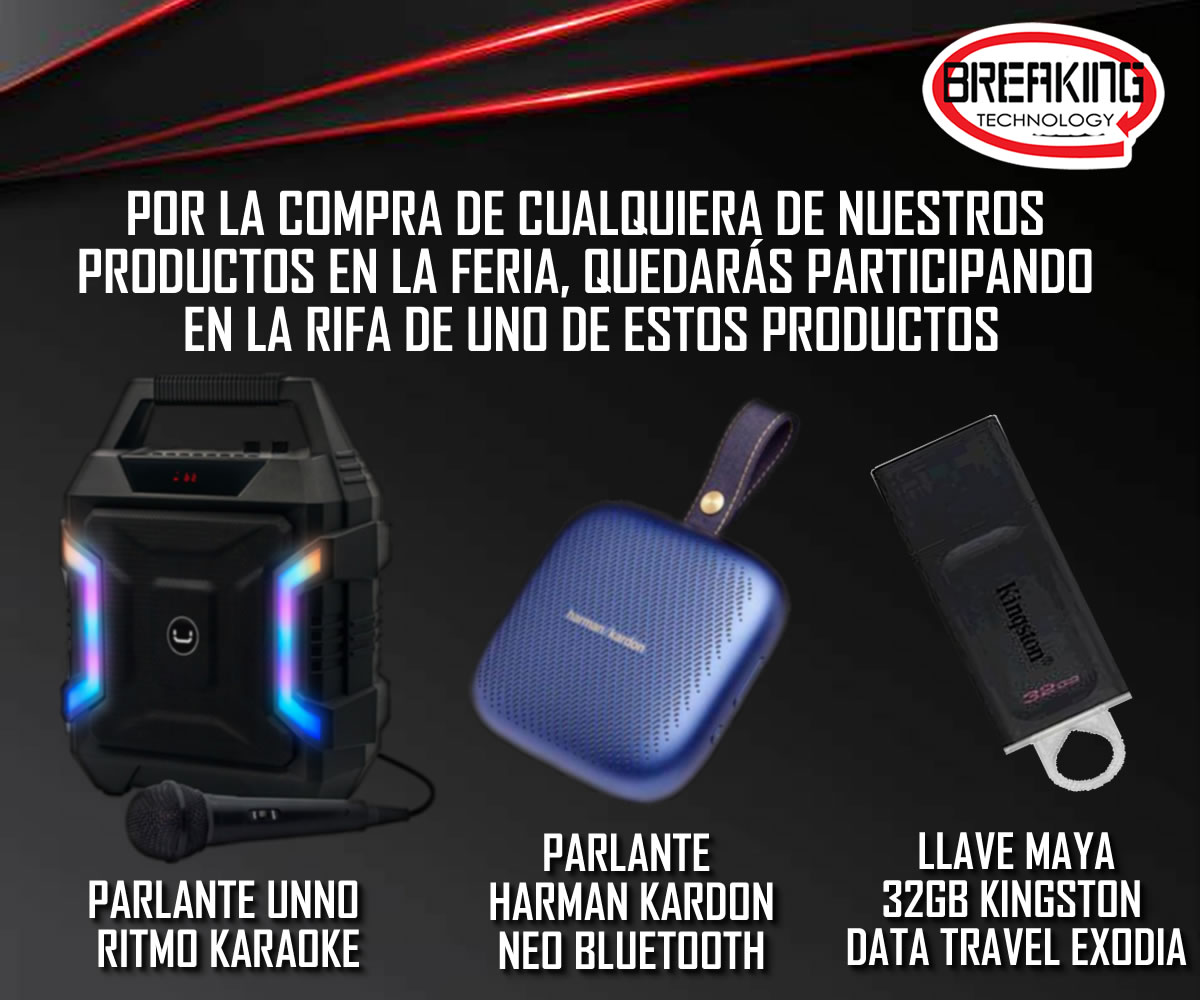 BREAKING
TECHNOLOGY
POR LA COMPRA DE CUALQUIERA DE NUESTROS
PRODUCTOS EN LA FERIA, QUEDARÁS PARTICIPANDO
EN LA RIFA DE UNO DE ESTOS PRODUCTOS
harman/kardon
Kingston®
32GB
PARLANTE UNNO
RITMO KARAOKE
PARLANTE
HARMAN KARDON
NEO BLUETOOTH
LLAVE MAYA
32GB KINGSTON
DATA TRAVEL EXODIA